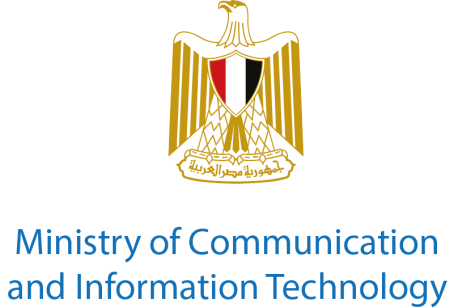 جمهورية مصر العربية
Ministry of Communication
and Information Technology